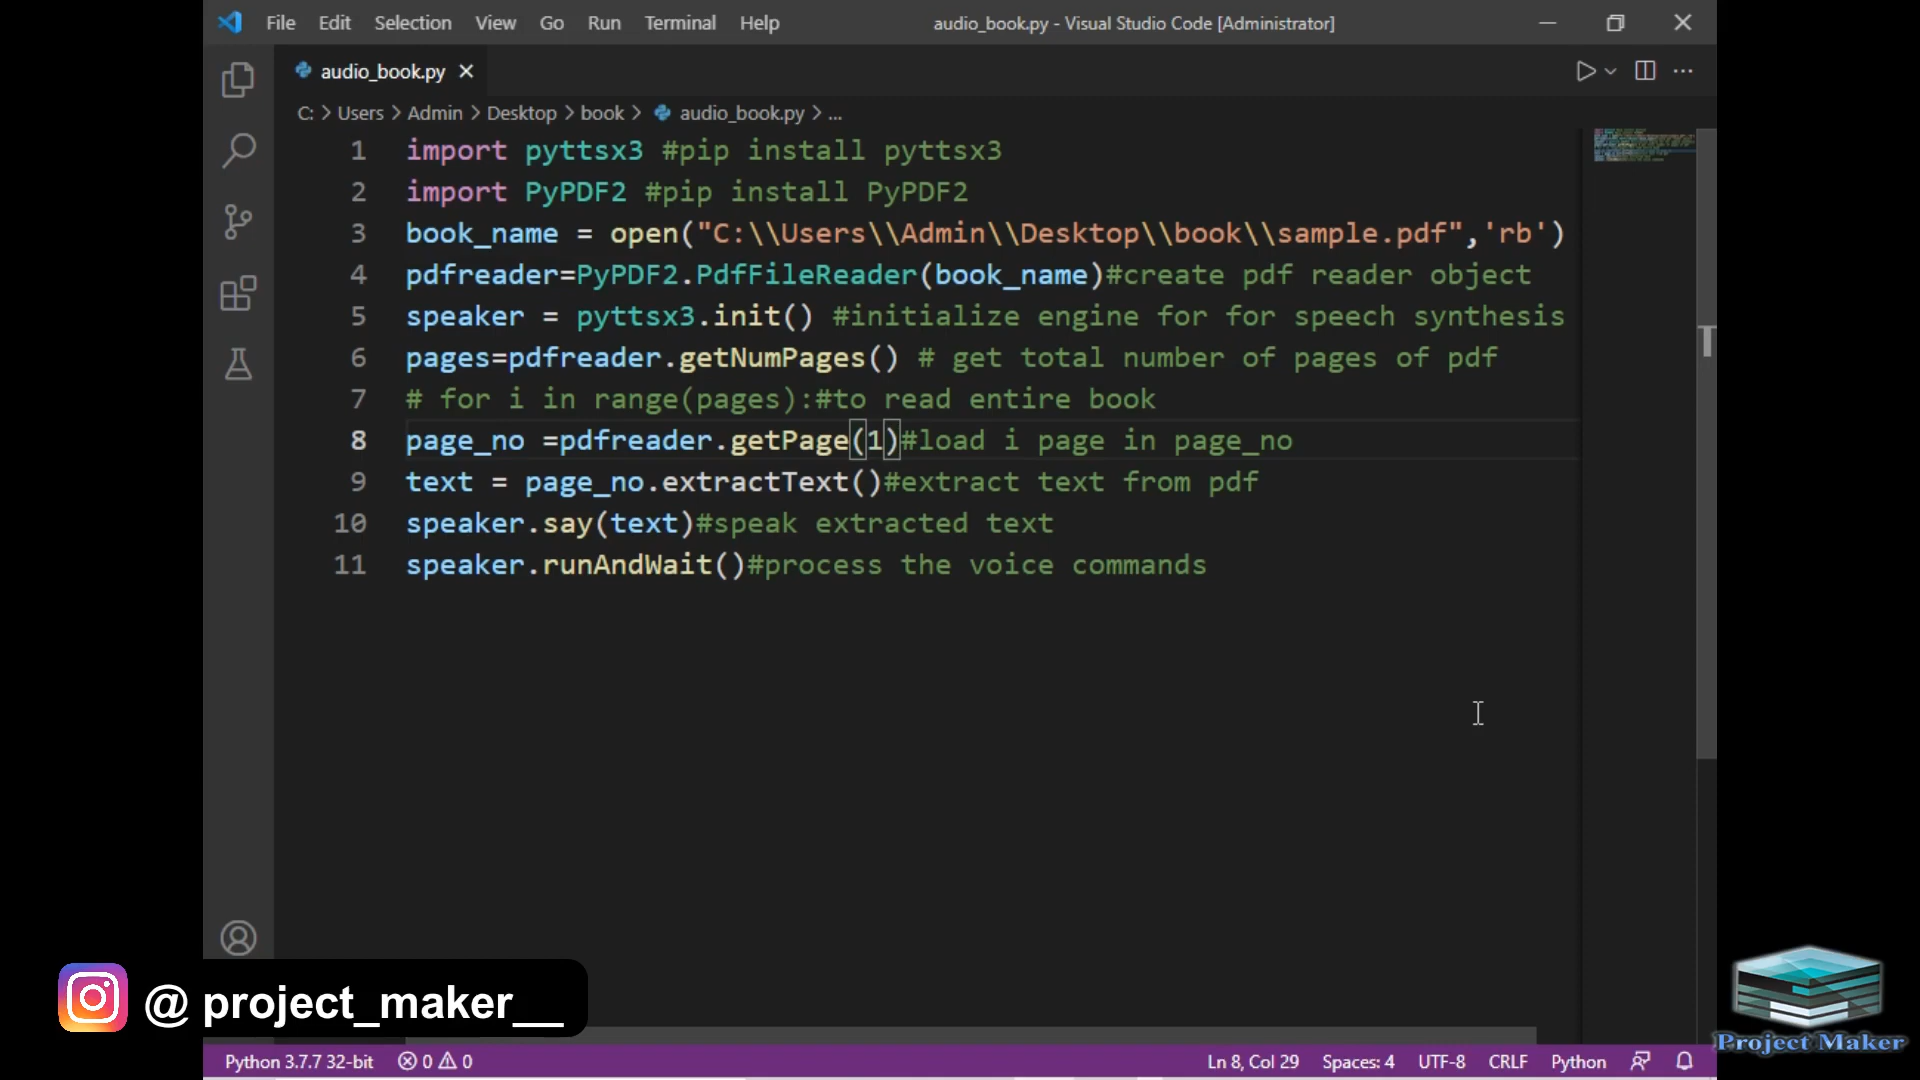 File Edit Selection View Go Run Terminal Help audio_book.py - Visual Studio Code [Administrator]
audio_book.py
C: > Users > Admin > Desktop > book > audio_book.py > ...
1 import pyttsx3 #pip install pyttsx3
2 import PyPDF2 #pip install PyPDF2
3 book_name = open("C:\\Users\\Admin\\Desktop\\book\\sample.pdf",'rb')
4 pdfreader=PyPDF2.PdfFileReader(book_name)#create pdf reader object
5 speaker = pyttsx3.init() #initialize engine for for speech synthesis
6 pages=pdfreader.getNumPages() # get total number of pages of pdf
7 # for i in range(pages):#to read entire book
8 page_no =pdfreader.getPage(1)#load i page in page_no
9 text = page_no.extractText()#extract text from pdf
10 speaker.say(text)#speak extracted text
11 speaker.runAndWait()#process the voice commands
@ project_maker__
Project Maker
Python 3.7.7 32-bit 0 0 Ln 8, Col 29 Spaces: 4 UTF-8 CRLF Python